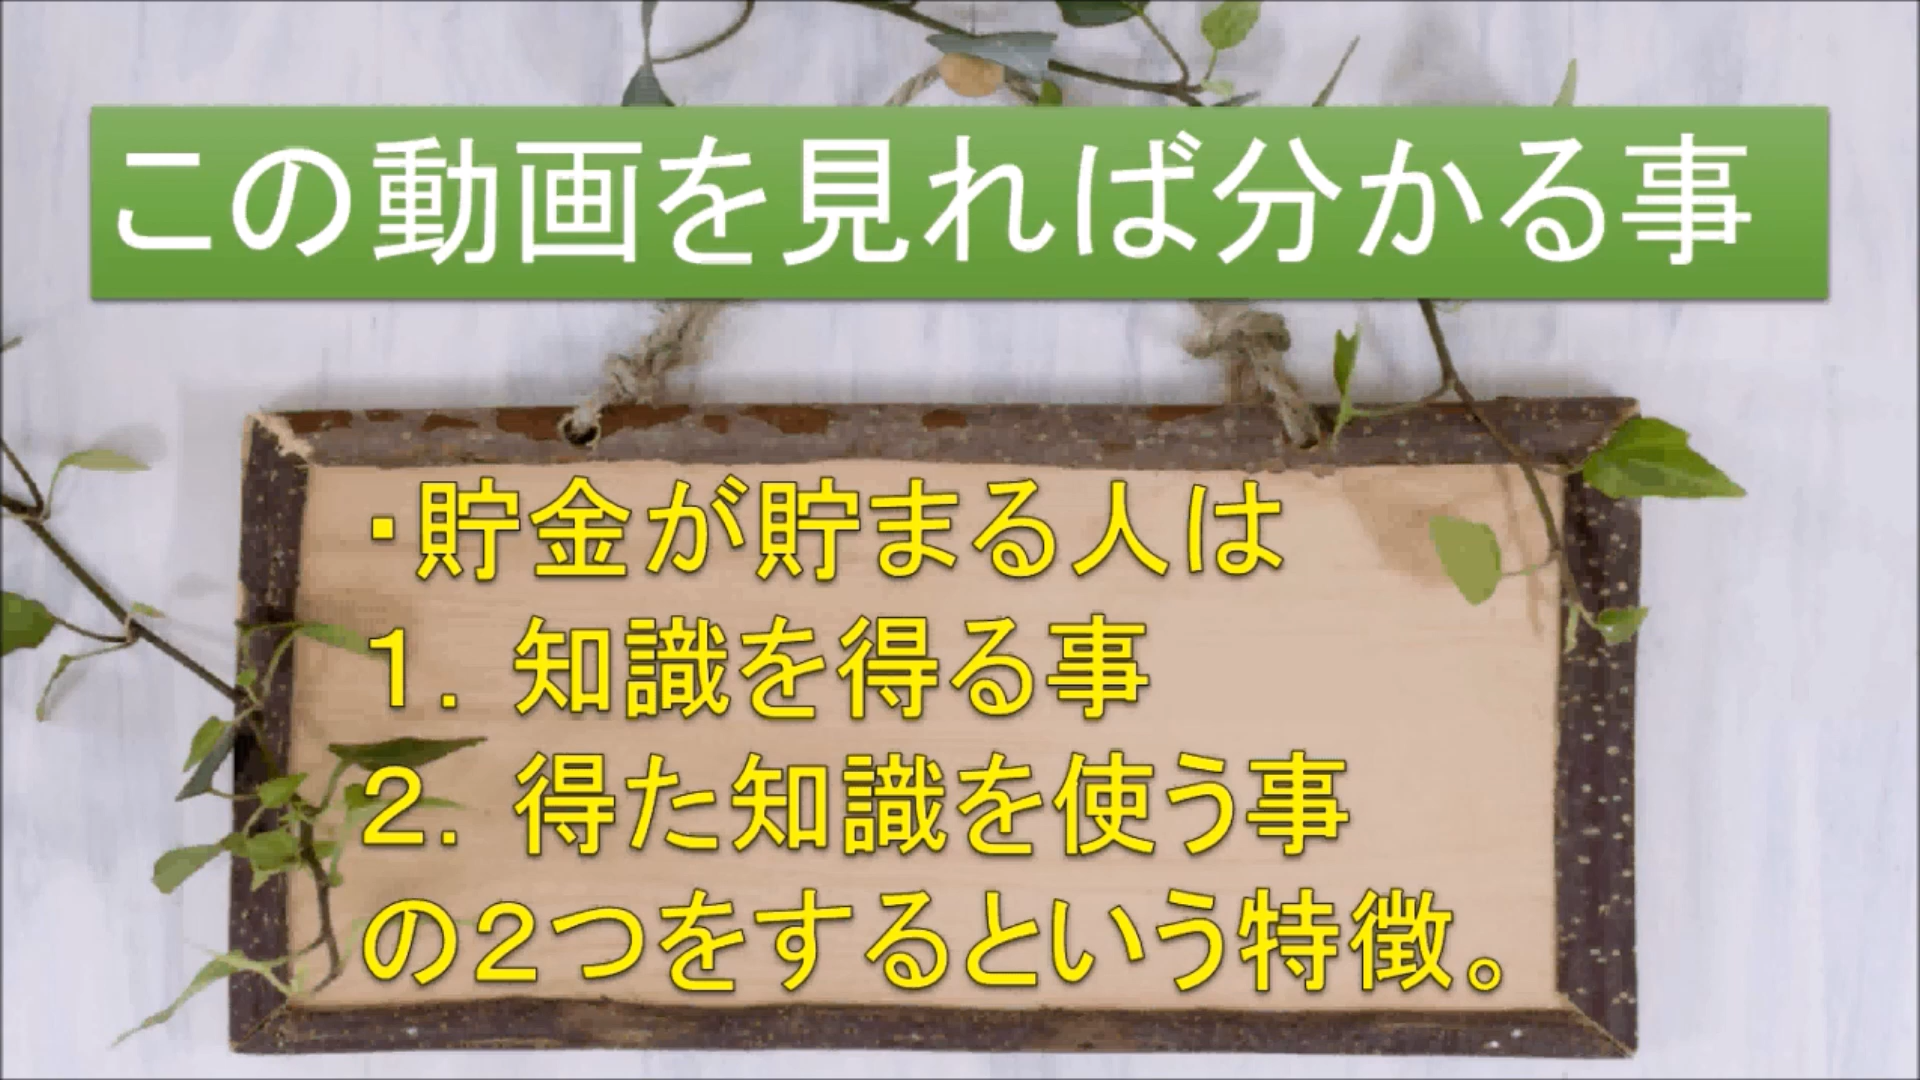 この動画を見れば分かる事
・貯金が貯まる人は
１．知識を得る事
２．得た知識を使う事
の２つをするという特徴。